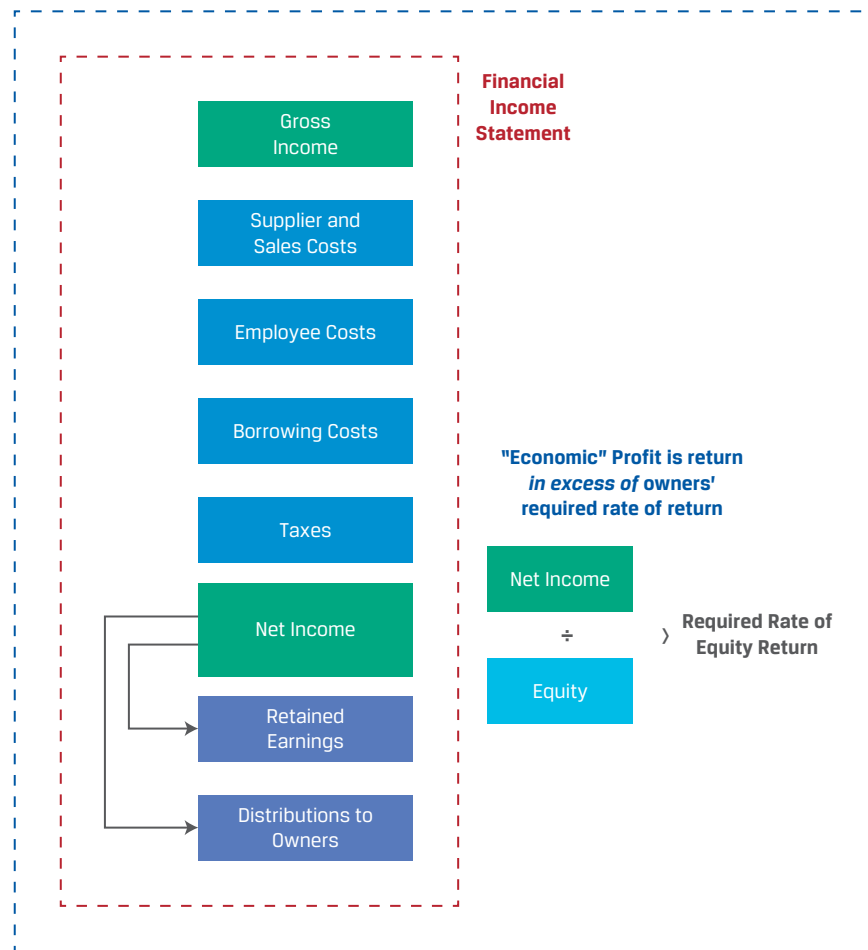 Financial
Income
Statement
Gross
Income
Supplier and
Sales Costs
Employee Costs
Borrowing Costs
"Economic" Profit is return
in excess of owners'
required rate of return
Taxes
Net Income
Net Income
÷
Equity
› Required Rate of
Equity Return
Retained
Earnings
Distributions to
Owners